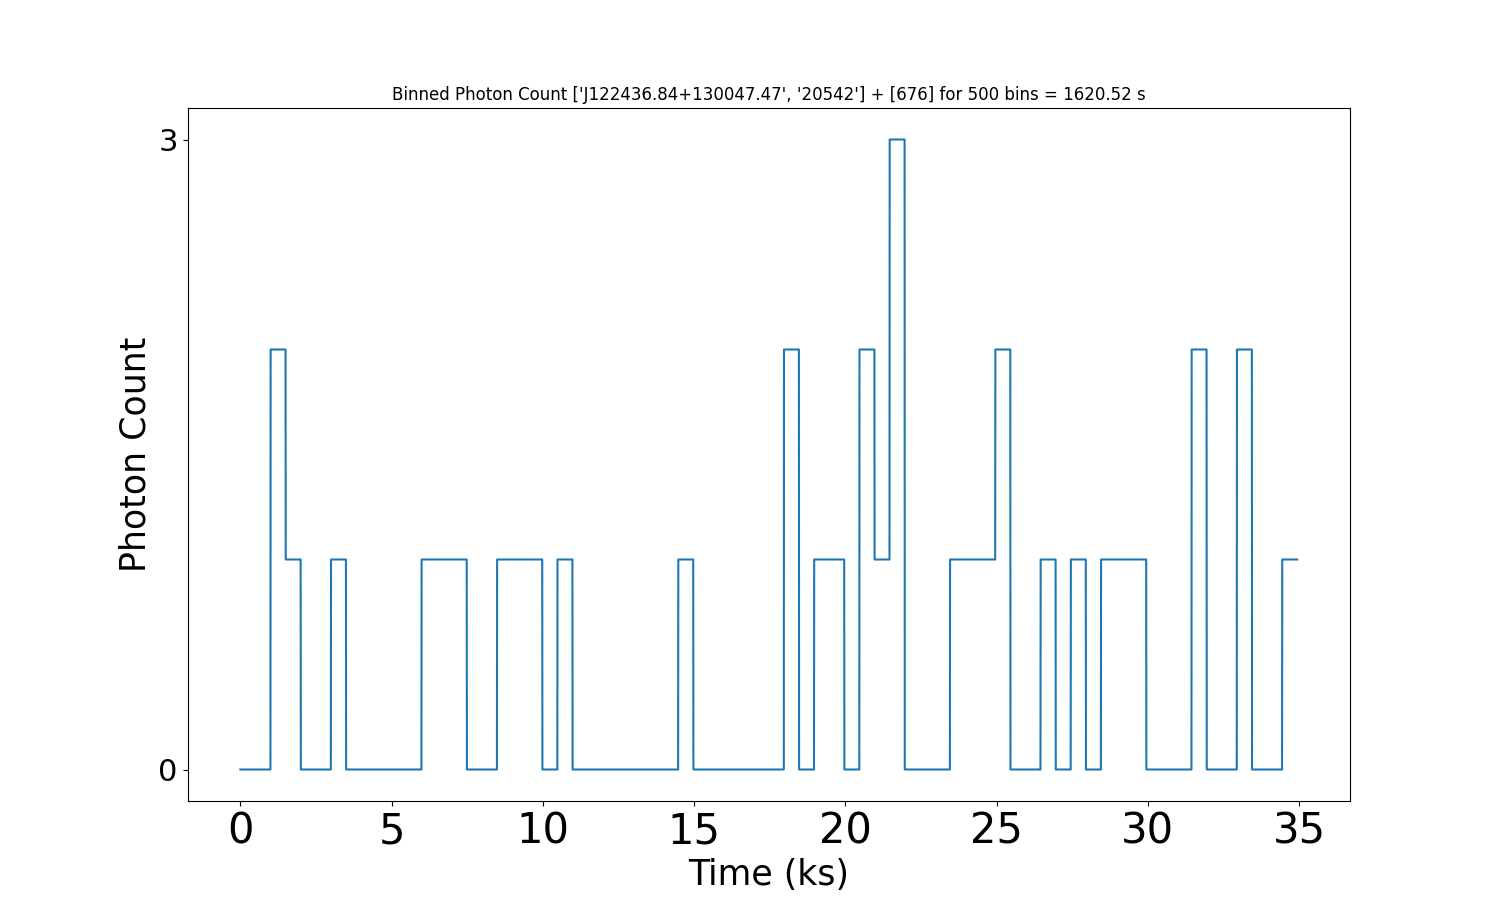 Binned Photon Count ['J122436.84+130047.47', '20542'] + [676] for 500 bins = 1620.52 s
3
Photon Count
0
0 5 10 15 20 25 30 35
Time (ks)